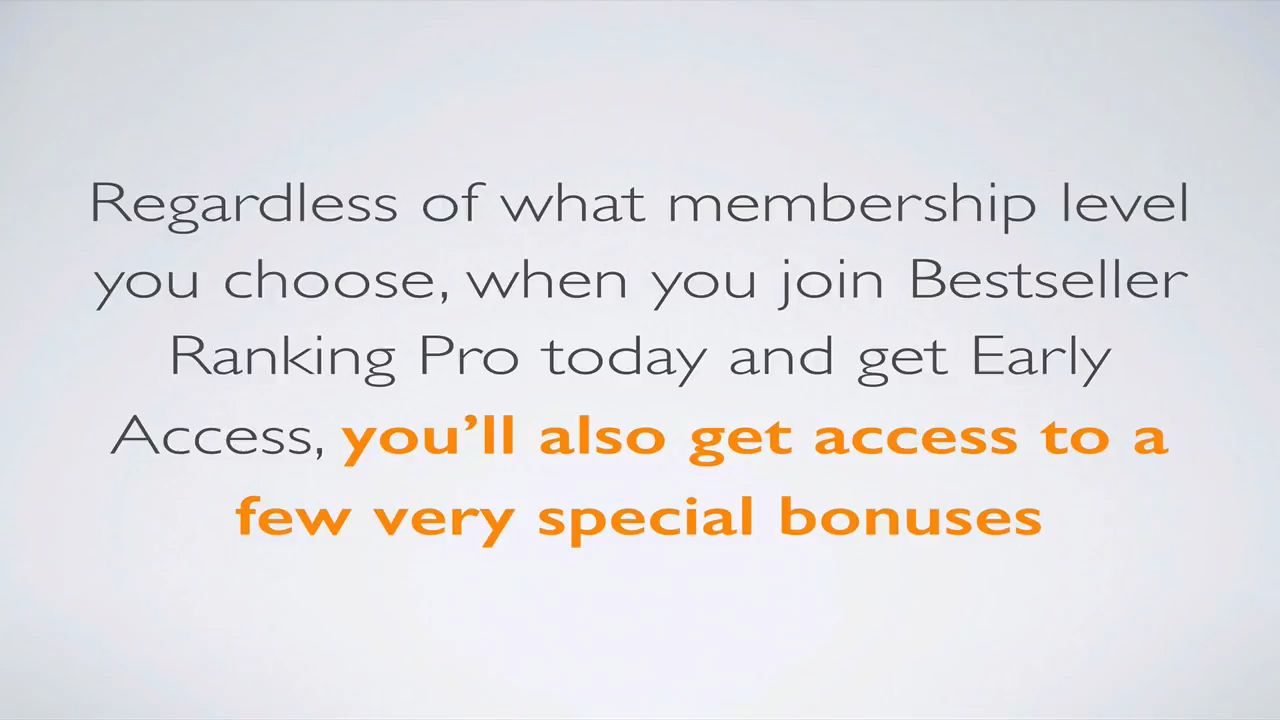 Regardless of what membership level
you choose, when you join Bestseller
Ranking Pro today and get Early
Access, you’ll also get access to a
few very special bonuses